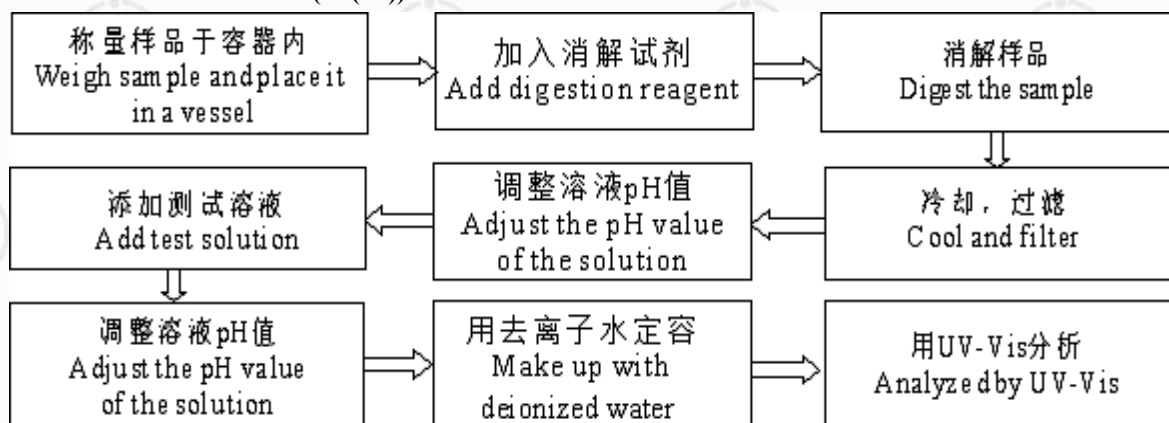 称量样品于容器内
Weigh sample and place it
in a vessel
加入消解试剂
Add digestion reagent
消解样品
Digest the sample
冷却，过滤
Cool and filter
调整溶液pH值
Adjust the pH value
of the solution
添加测试溶液
Add test solution
调整溶液pH值
Adjust the pH value
of the solution
用去离子水定容
Make up with
deionized water
用UV-Vis分析
Analyzed by UV-Vis